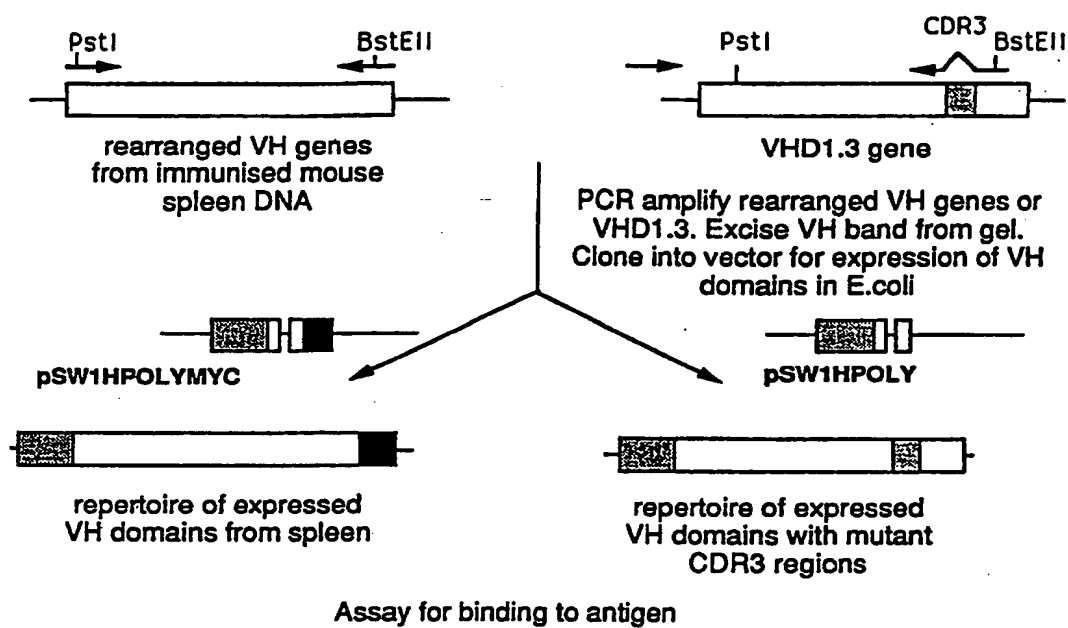 PstI
BstEII
rearranged VH genes
from immunised mouse
spleen DNA
PstI
CDR3
BstEII
VHD1.3 gene
PCR amplify rearranged VH genes or
VHD1.3. Excise VH band from gel.
Clone into vector for expression of VH
domains in E.coli
pSW1HPOLYMYC
pSW1HPOLY
repertoire of expressed
VH domains from spleen
repertoire of expressed
VH domains with mutant
CDR3 regions
Assay for binding to antigen